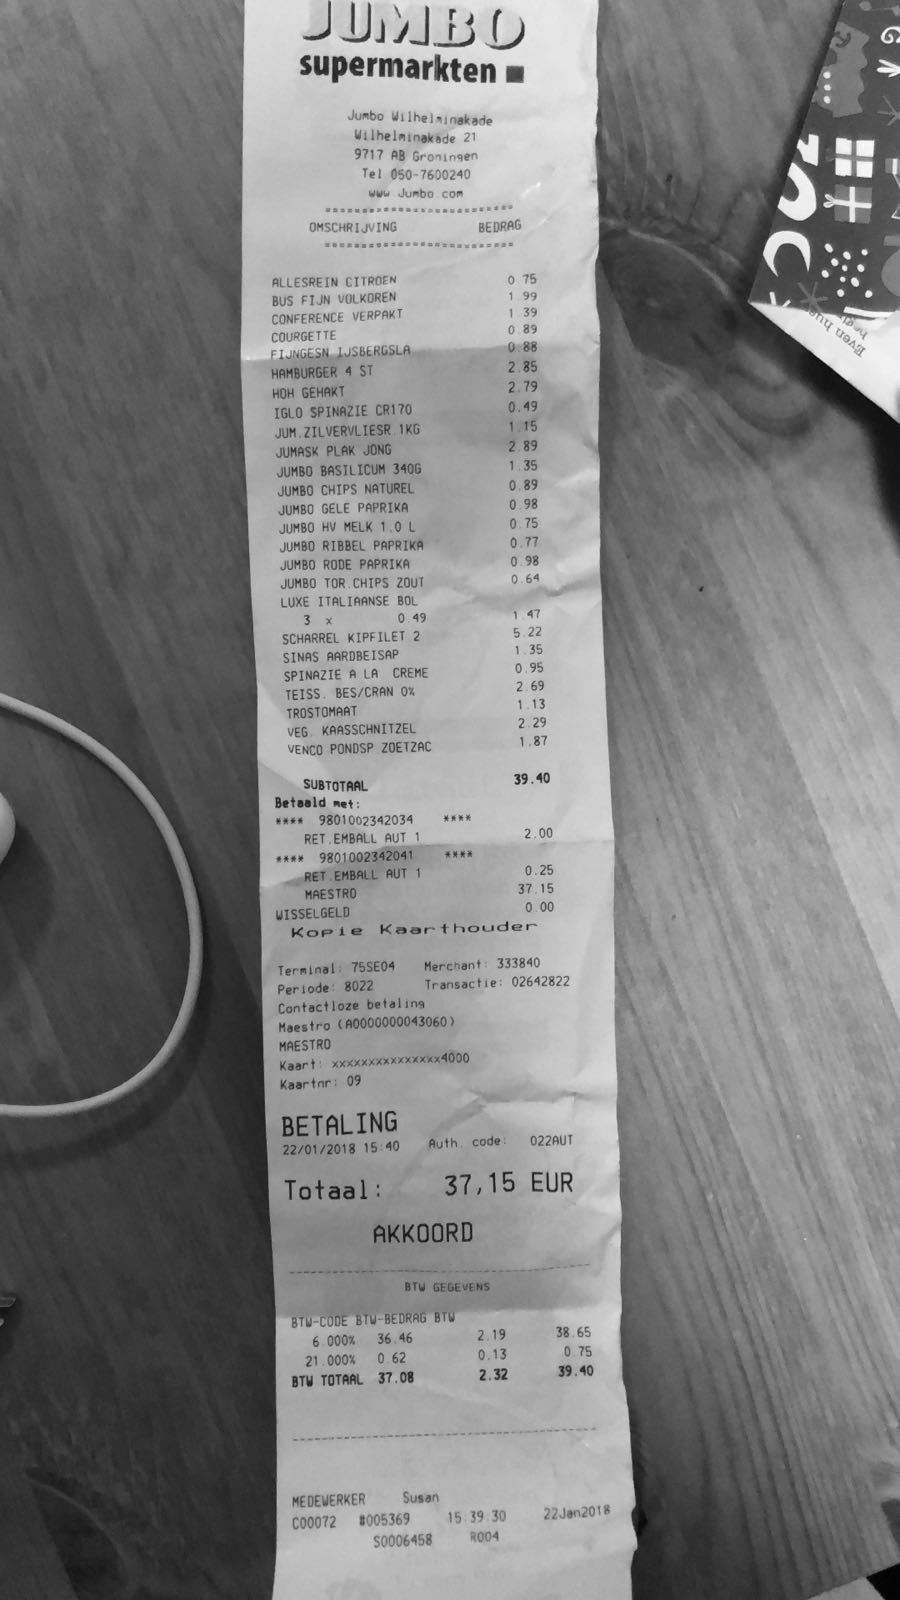 JUMBO
supermarkten
Jumbo Wilhelminakade
Wilhelminakade 21
9717 AB Groningen
Tel 050-7600240
www.Jumbo.com
==============================
OMSCHRIJVING BEDRAG
==============================
ALLESREIN CITROEN 0.75
BUS FIJN VOLKOREN 1.99
CONFERENCE VERPAKT 1.39
COURGETTE 0.89
FIJNGESN IJSBERGSLA 0.88
HAMBURGER 4 ST 2.85
HOH GEHAKT 2.79
IGLO SPINAZIE CR170 0.49
JUM.ZILVERVLIESR.1KG 1.15
JUMASK PLAK JONG 2.89
JUMBO BASILICUM 340G 1.35
JUMBO CHIPS NATUREL 0.89
JUMBO GELE PAPRIKA 0.98
JUMBO HV MELK 1.0 L 0.75
JUMBO RIBBEL PAPRIKA 0.77
JUMBO RODE PAPRIKA 0.98
JUMBO TOR.CHIPS ZOUT 0.64
LUXE ITALIAANSE BOL
3 x 0.49 1.47
SCHARREL KIPFILET 2 5.22
SINAS AARDBEISAP 1.35
SPINAZIE A LA CREME 0.95
TEISS. BES/CRAN 0% 2.69
TROSTOMAAT 1.13
VEG. KAASSCHNITZEL 2.29
VENCO PONDSP ZOETZAC 1.87
SUBTOTAAL 39.40
Betaald met:
**** 9801002342034 ****
RET.EMBALL AUT 1 2.00
**** 9801002342041 ****
RET.EMBALL AUT 1 0.25
MAESTRO 37.15
WISSELGELD 0.00
Kopie Kaarthouder
Terminal: 75SE04 Merchant: 333840
Periode: 8022 Transactie: 02642822
Contactloze betaling
Maestro (A0000000043060)
MAESTRO
Kaart: xxxxxxxxxxxxxxx4000
Kaartnr: 09
BETALING
22/01/2018 15:40 Auth. code: 022AUT
Totaal: 37,15 EUR
AKKOORD
BTW GEGEVENS
BTW-CODE BTW-BEDRAG BTW
6.000% 36.46 2.19 38.65
21.000% 0.62 0.13 0.75
BTW TOTAAL 37.08 2.32 39.40
MEDEWERKER Susan
C00072 #005369 15:39:30 22Jan2018
S0006458 R004
Even